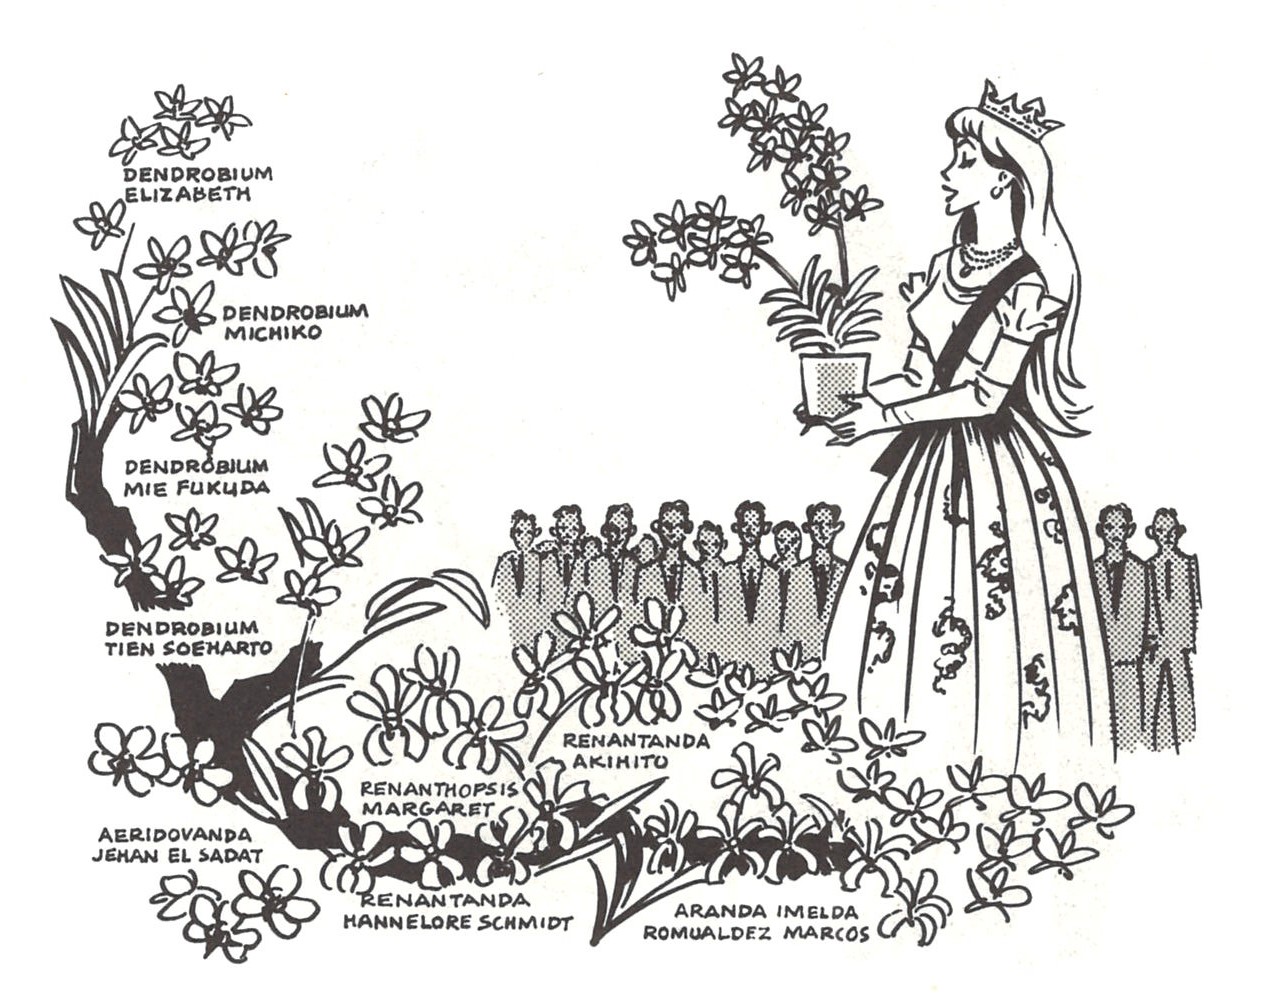 DENDROBIUM
ELIZABETH
DENDROBIUM
MICHIKO
DENDROBIUM
MIE FUKUDA
DENDROBIUM
TIEN SOEHARTO
RENANTANDA
AKIHITO
RENANTHOPSIS
MARGARET
AERIDOVANDA
JEHAN EL SADAT
RENANTANDA
HANNELORE SCHMIDT
ARANDA IMELDA
ROMUALDEZ MARCOS